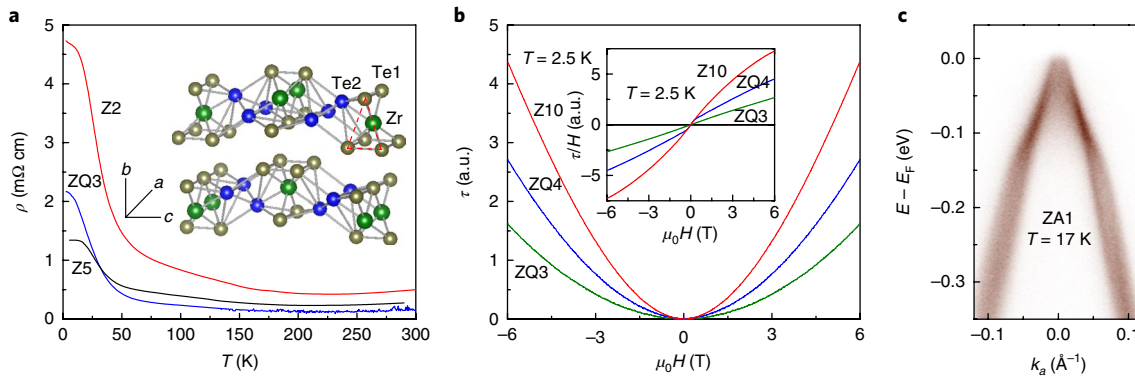 a
5
4
3
2
1
0
ρ (mΩ cm)
0 50 100 150 200 250 300
T (K)
Z2
ZQ3
Z5
b
a
c
Te2
Te1
Zr
b
5
4
3
2
1
0
τ (a.u.)
–6 –3 0 3 6
μ0H (T)
T = 2.5 K
Z10
ZQ4
ZQ3
5
0
–5
τ/H (a.u.)
–6 –3 0 3 6
μ0H (T)
T = 2.5 K
Z10
ZQ4
ZQ3
c
0.0
–0.1
–0.2
–0.3
E – EF (eV)
–0.1 0.0 0.1
ka (Å–1)
ZA1
T = 17 K